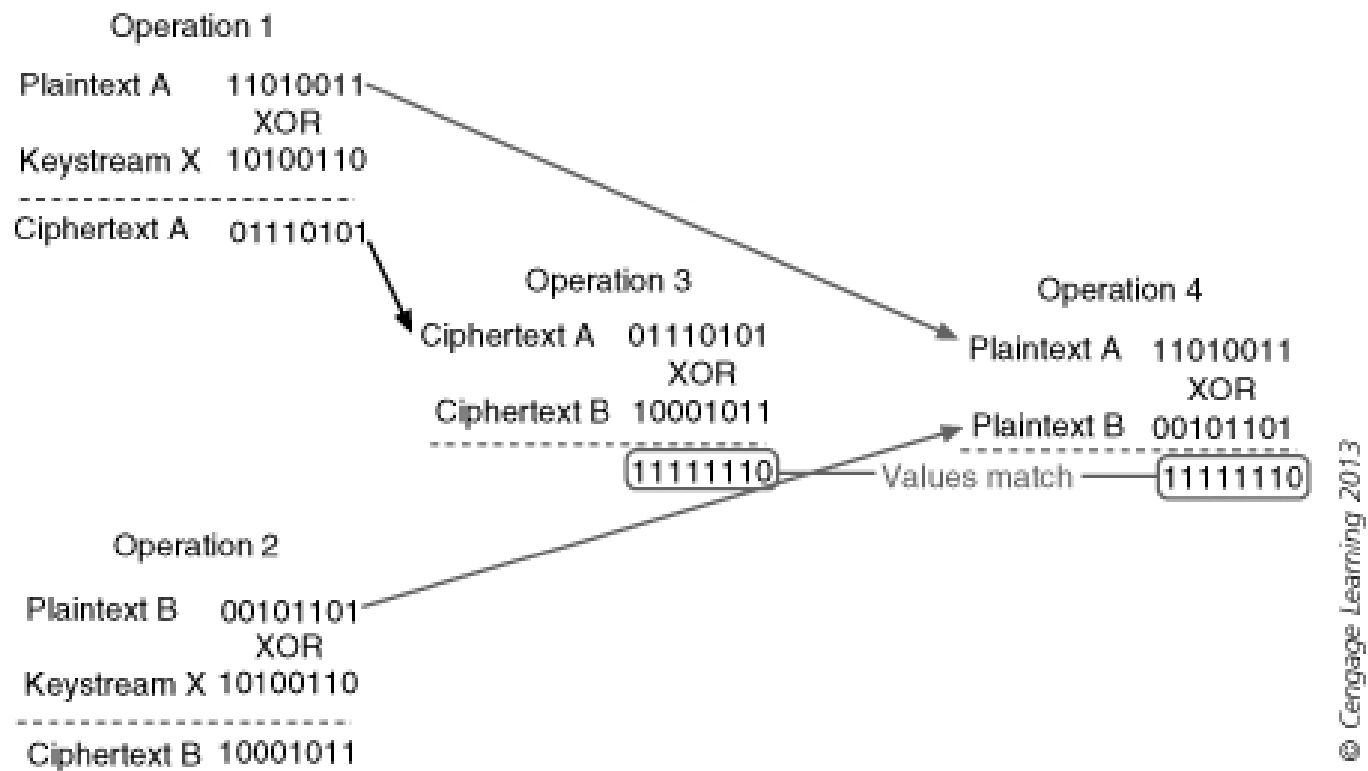 Operation 1
Plaintext A 11010011
XOR
Keystream X 10100110
Ciphertext A 01110101
Operation 3
Ciphertext A 01110101
XOR
Ciphertext B 10001011
11111110
Values match
Operation 4
Plaintext A 11010011
XOR
Plaintext B 00101101
11111110
Operation 2
Plaintext B 00101101
XOR
Keystream X 10100110
Ciphertext B 10001011
© Cengage Learning 2013